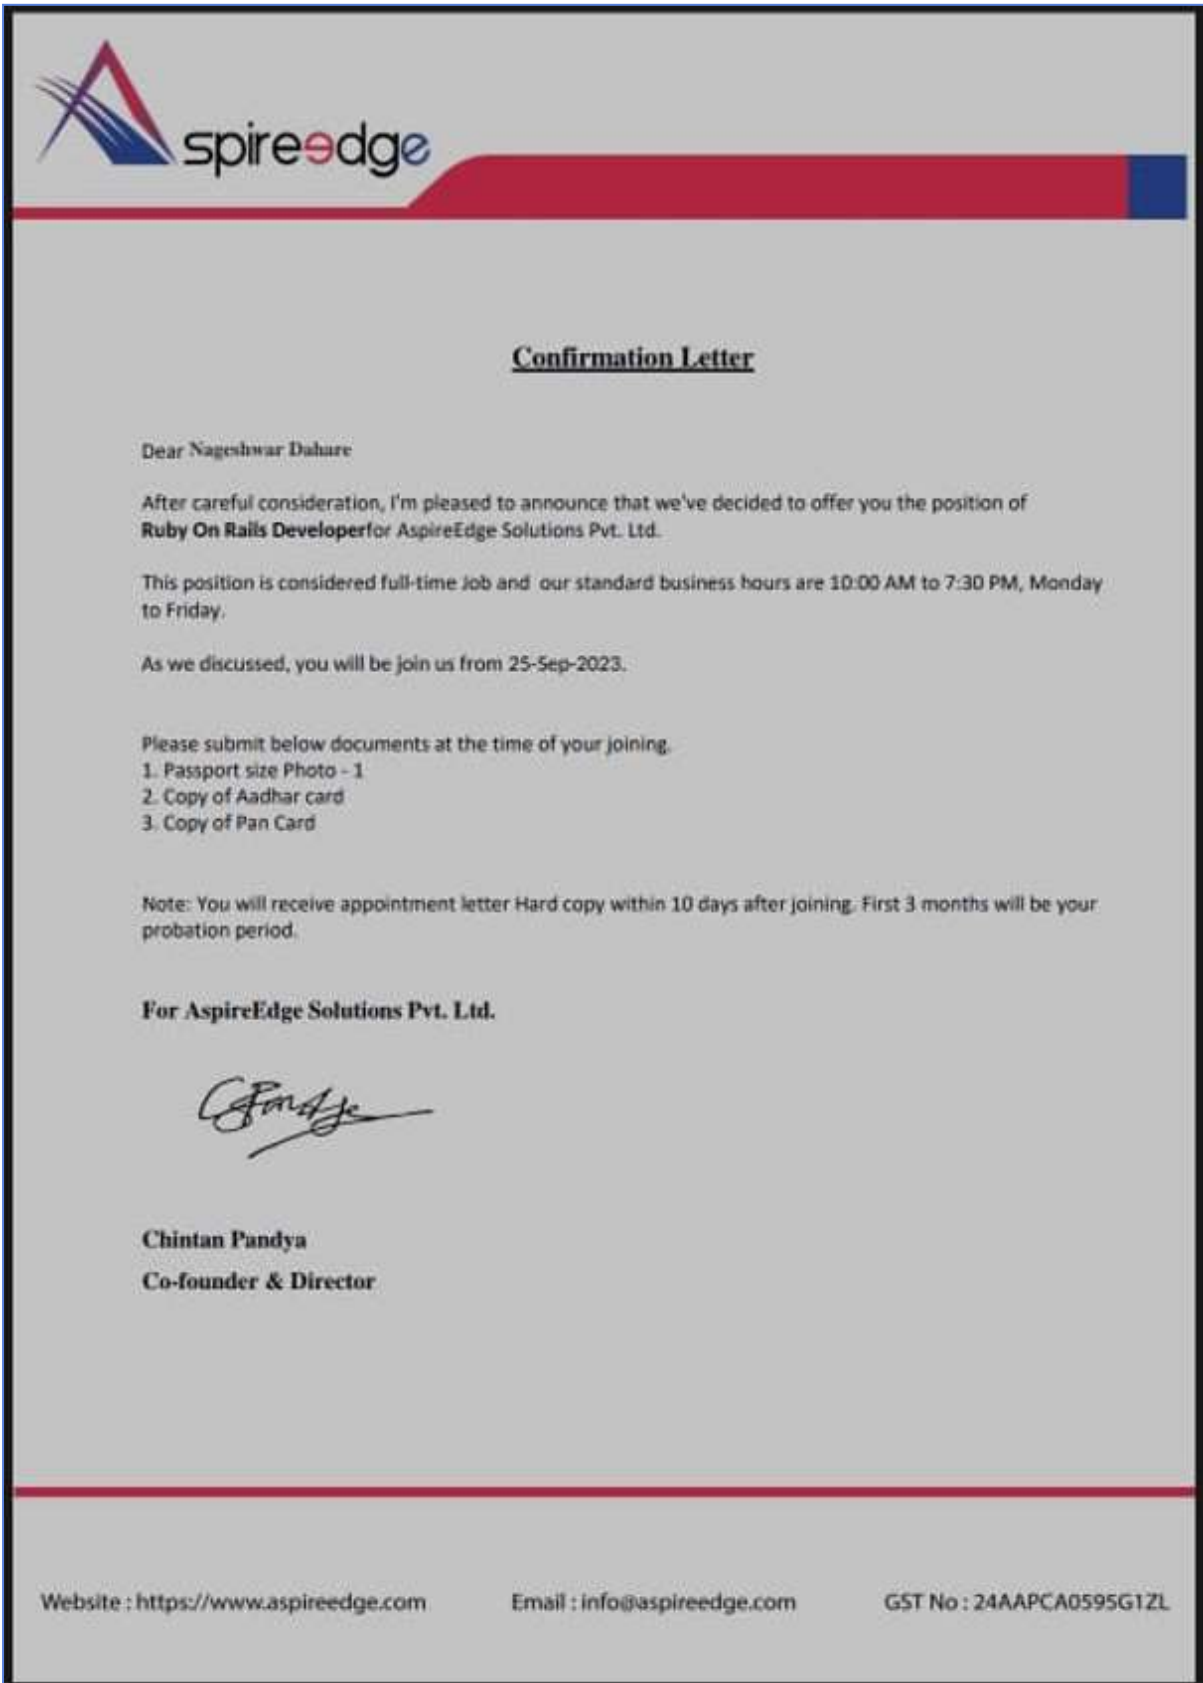 Aspireedge
Confirmation Letter
Dear Nageshwar Dahare
After careful consideration, I'm pleased to announce that we've decided to offer you the position of
Ruby On Rails Developerfor AspireEdge Solutions Pvt. Ltd.
This position is considered full-time Job and our standard business hours are 10:00 AM to 7:30 PM, Monday
to Friday.
As we discussed, you will be join us from 25-Sep-2023.
Please submit below documents at the time of your joining.
1. Passport size Photo - 1
2. Copy of Aadhar card
3. Copy of Pan Card
Note: You will receive appointment letter Hard copy within 10 days after joining. First 3 months will be your
probation period.
For AspireEdge Solutions Pvt. Ltd.
Chintan Pandya
Co-founder & Director
Website : https://www.aspireedge.com Email : info@aspireedge.com GST No : 24AAPCA0595G1ZL